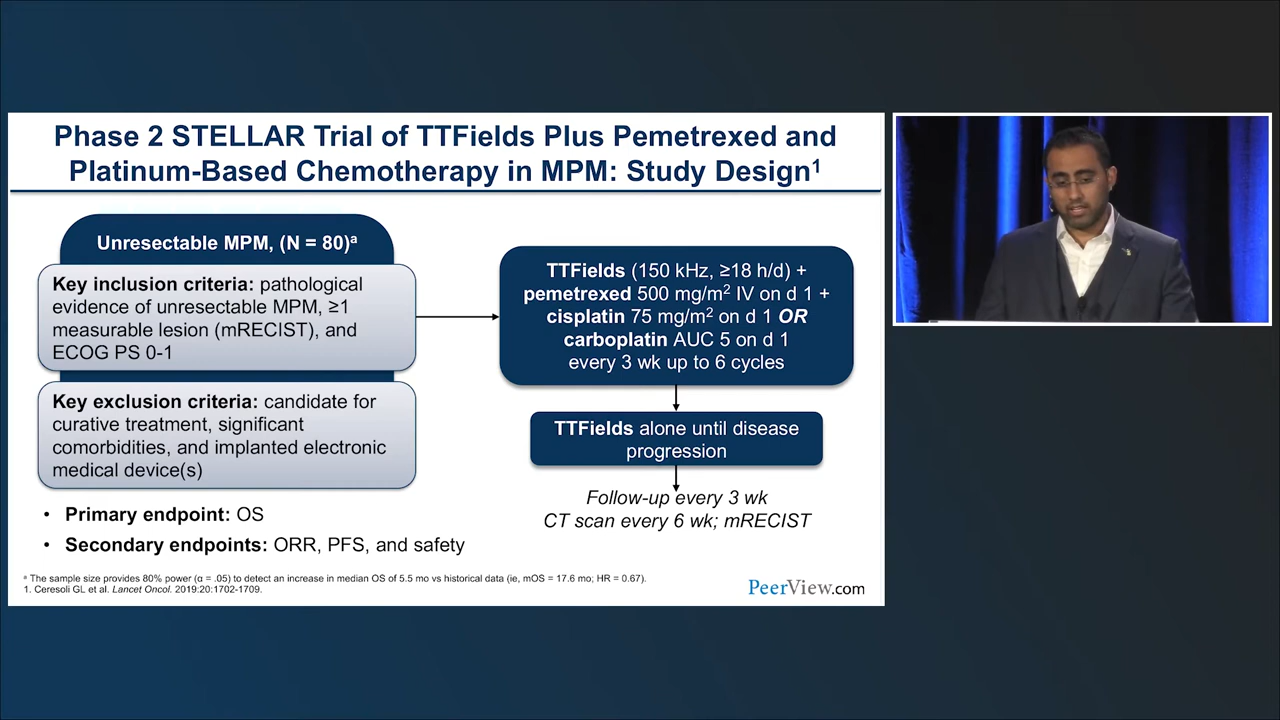 Phase 2 STELLAR Trial of TTFields Plus Pemetrexed and
Platinum-Based Chemotherapy in MPM: Study Design¹
Unresectable MPM, (N = 80)ᵃ
Key inclusion criteria: pathological
evidence of unresectable MPM, ≥1
measurable lesion (mRECIST), and
ECOG PS 0-1
Key exclusion criteria: candidate for
curative treatment, significant
comorbidities, and implanted electronic
medical device(s)
• Primary endpoint: OS
• Secondary endpoints: ORR, PFS, and safety
TTFields (150 kHz, ≥18 h/d) +
pemetrexed 500 mg/m² IV on d 1 +
cisplatin 75 mg/m² on d 1 OR
carboplatin AUC 5 on d 1
every 3 wk up to 6 cycles
TTFields alone until disease
progression
Follow-up every 3 wk
CT scan every 6 wk; mRECIST
ᵃ The sample size provides 80% power (α = .05) to detect an increase in median OS of 5.5 mo vs historical data (ie, mOS = 17.6 mo; HR = 0.67).
1. Ceresoli GL et al. Lancet Oncol. 2019:20:1702-1709.
PeerView.com